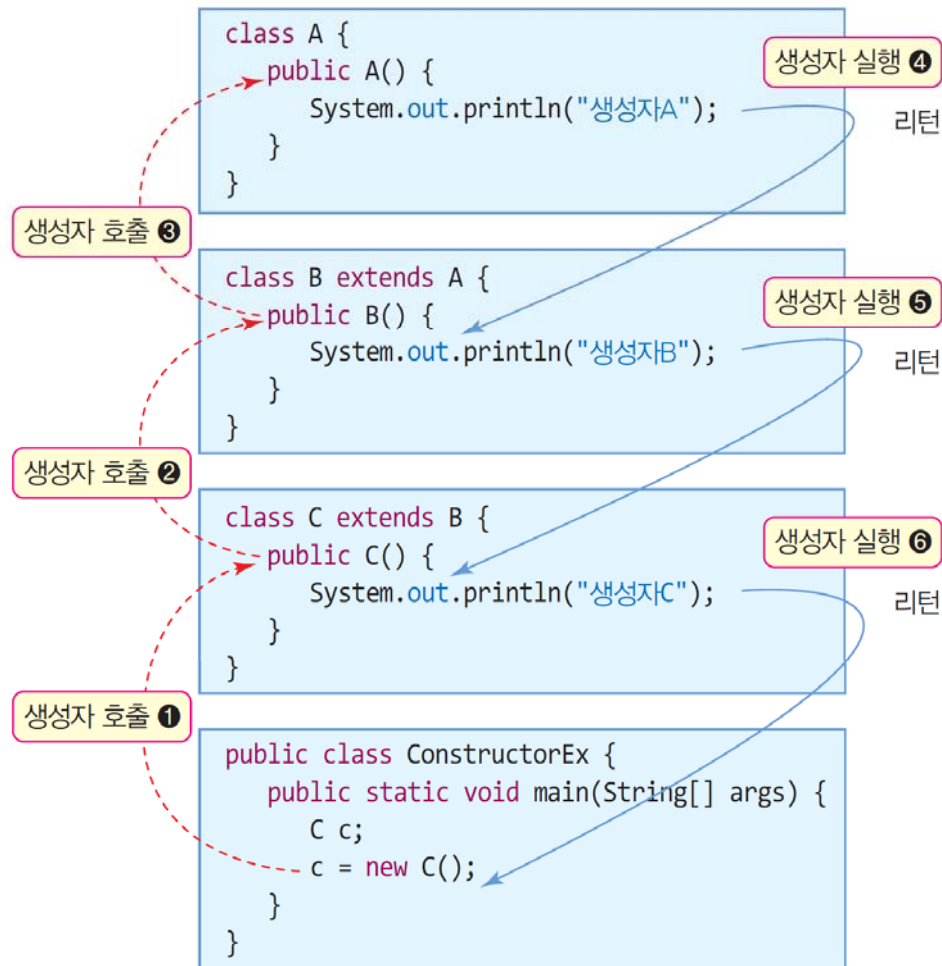 class A {
public A() {
생성자 실행 ❹
System.out.println("생성자A");
리턴
}
}
생성자 호출 ❸
class B extends A {
public B() {
생성자 실행 ❺
System.out.println("생성자B");
리턴
}
}
생성자 호출 ❷
class C extends B {
public C() {
생성자 실행 ❻
System.out.println("생성자C");
리턴
}
}
생성자 호출 ❶
public class ConstructorEx {
public static void main(String[] args) {
C c;
c = new C();
}
}